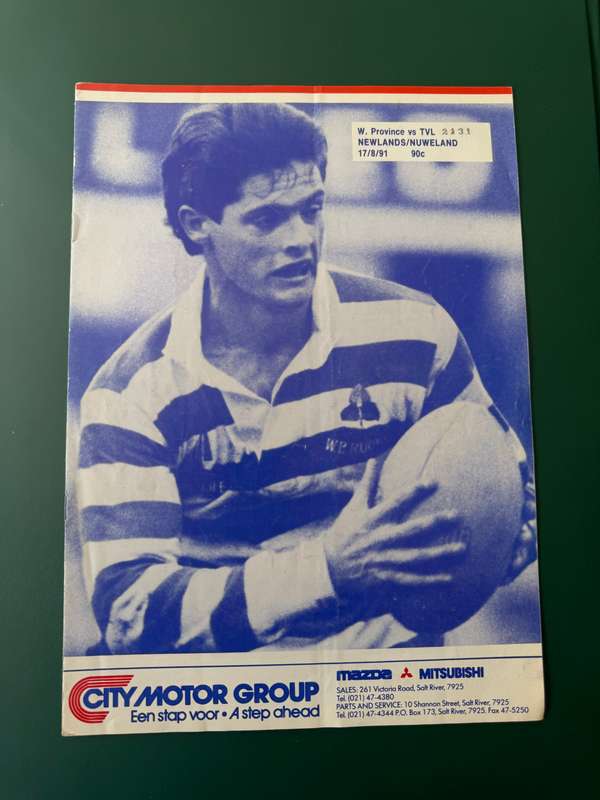 W. Province vs TVL 2131
NEWLANDS/NUWELAND
17/8/91 90c
W.P. RUG
CITY MOTOR GROUP
Een stap voor • A step ahead
mazda MITSUBISHI
SALES: 261 Victoria Road, Salt River, 7925
Tel. (021) 47-4380
PARTS AND SERVICE: 10 Shannon Street, Salt River, 7925
Tel. (021) 47-4344 P.O. Box 173, Salt River, 7925. Fax 47-5250